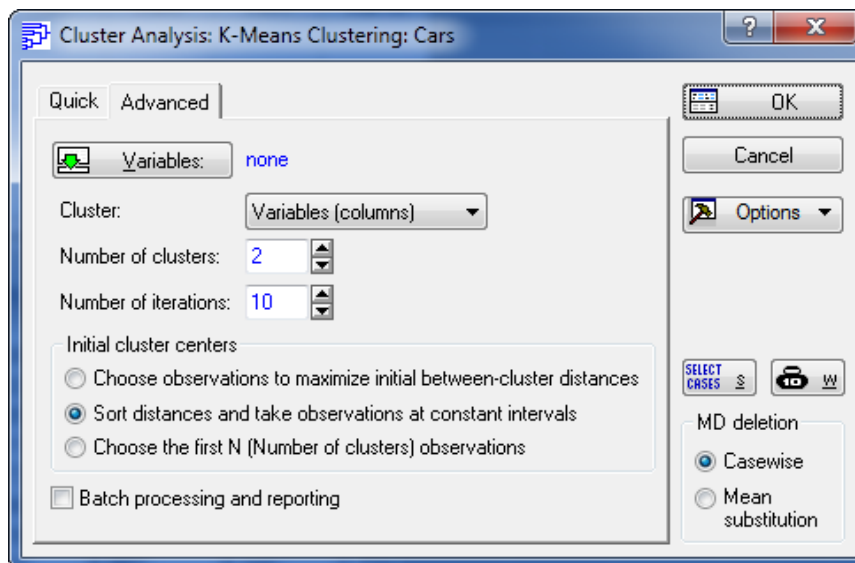 Cluster Analysis: K-Means Clustering: Cars
?
X
Quick
Advanced
Variables:
none
Cluster:
Variables (columns)
Number of clusters:
2
Number of iterations:
10
Initial cluster centers
Choose observations to maximize initial between-cluster distances
Sort distances and take observations at constant intervals
Choose the first N (Number of clusters) observations
Batch processing and reporting
OK
Cancel
Options
SELECT
CASES
S
W
MD deletion
Casewise
Mean
substitution